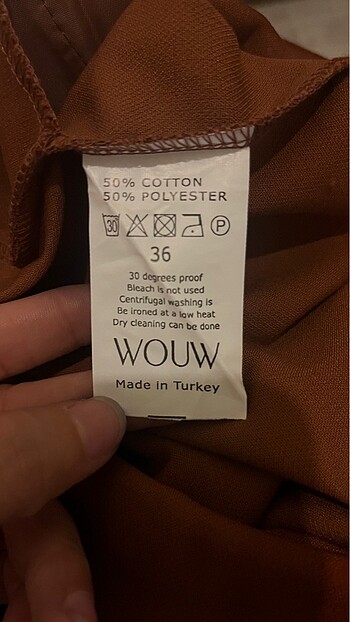 50% COTTON
50% POLYESTER
30 P
36
30 degrees proof
Bleach is not used
Centrifugal washing is
Be ironed at a low heat
Dry cleaning can be done
WOUW
Made in Turkey